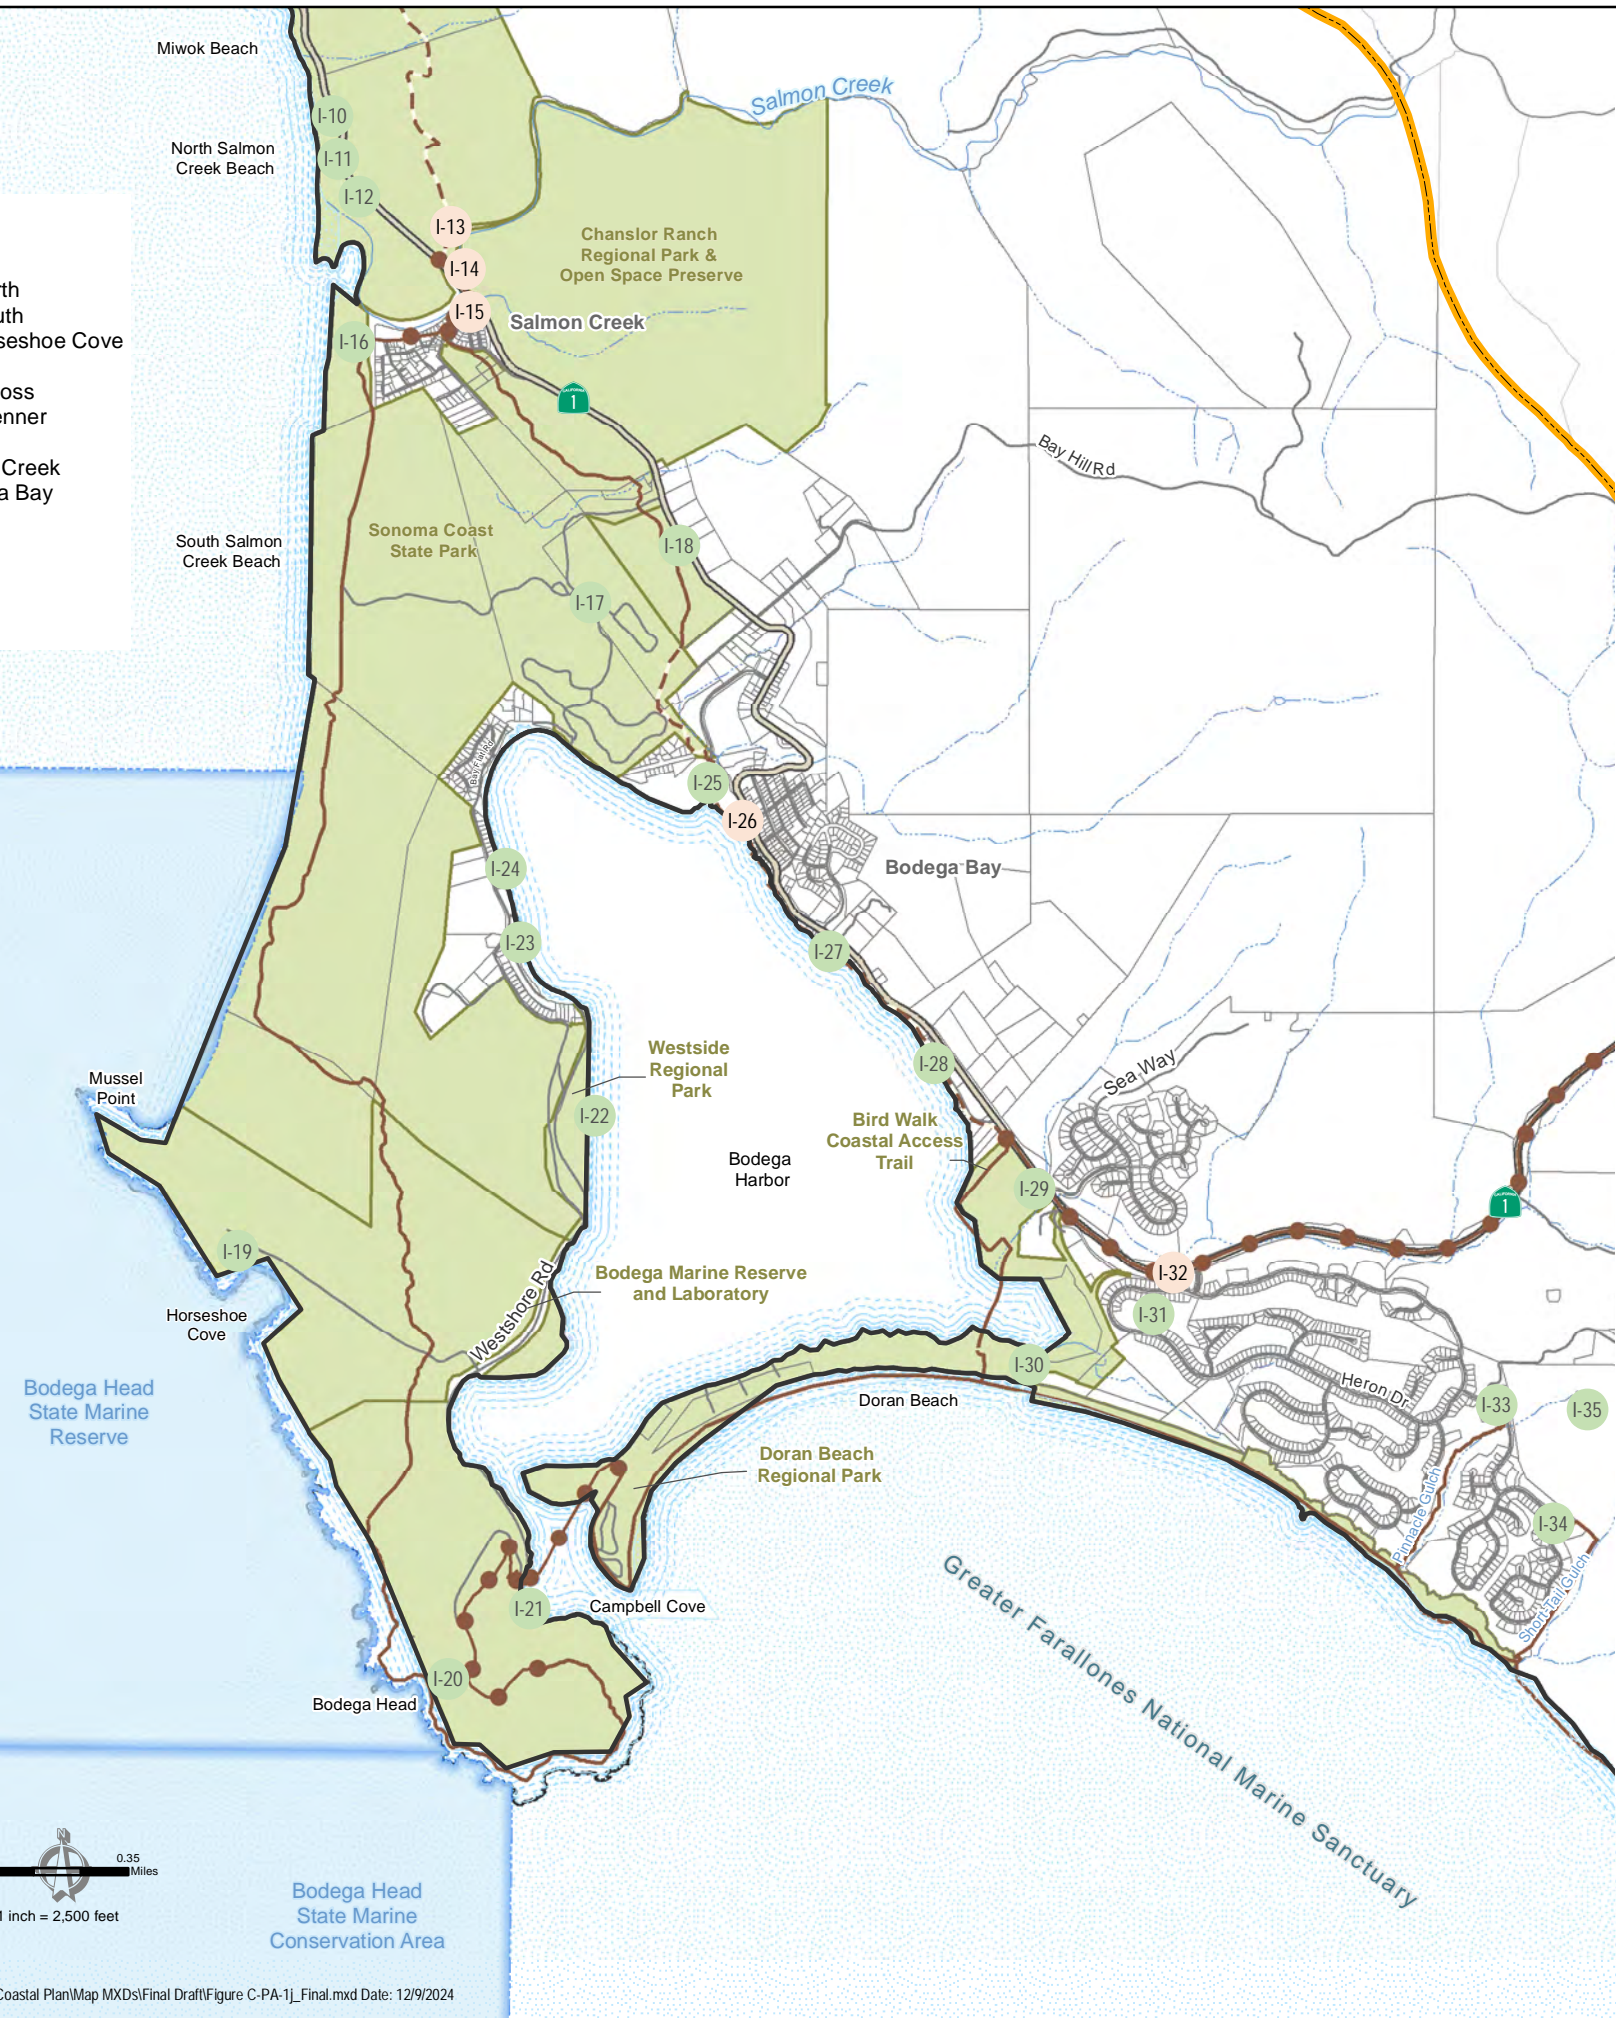 Miwok Beach
Salmon Creek
I-10
North Salmon
Creek Beach
I-11
I-12
I-13
Chanslor Ranch
Regional Park &
Open Space Preserve
I-14
I-15
Salmon Creek
rth
uth
seshoe Cove
oss
enner
Creek
a Bay
I-16
CALIFORNIA
1
Bay Hill Rd
Sonoma Coast
State Park
South Salmon
Creek Beach
I-18
I-17
Bay Flat Rd
I-25
I-26
I-24
Bodega Bay
I-23
I-27
Westside
Regional
Park
I-28
Sea Way
Mussel
Point
I-22
Bird Walk
Coastal Access
Trail
Bodega
Harbor
I-29
CALIFORNIA
1
I-19
Bodega Marine Reserve
and Laboratory
I-32
Westshore Rd
Horseshoe
Cove
I-31
I-30
Bodega Head
State Marine
Reserve
Doran Beach
Heron Dr
I-33
I-35
Doran Beach
Regional Park
Pinnacle Gulch
I-34
Short Tail Gulch
I-21
Campbell Cove
Greater Farallones National Marine Sanctuary
I-20
Bodega Head
N
0.35
Miles
1 inch = 2,500 feet
Bodega Head
State Marine
Conservation Area
Coastal Plan\Map MXDs\Final Draft\Figure C-PA-1j_Final.mxd Date: 12/9/2024